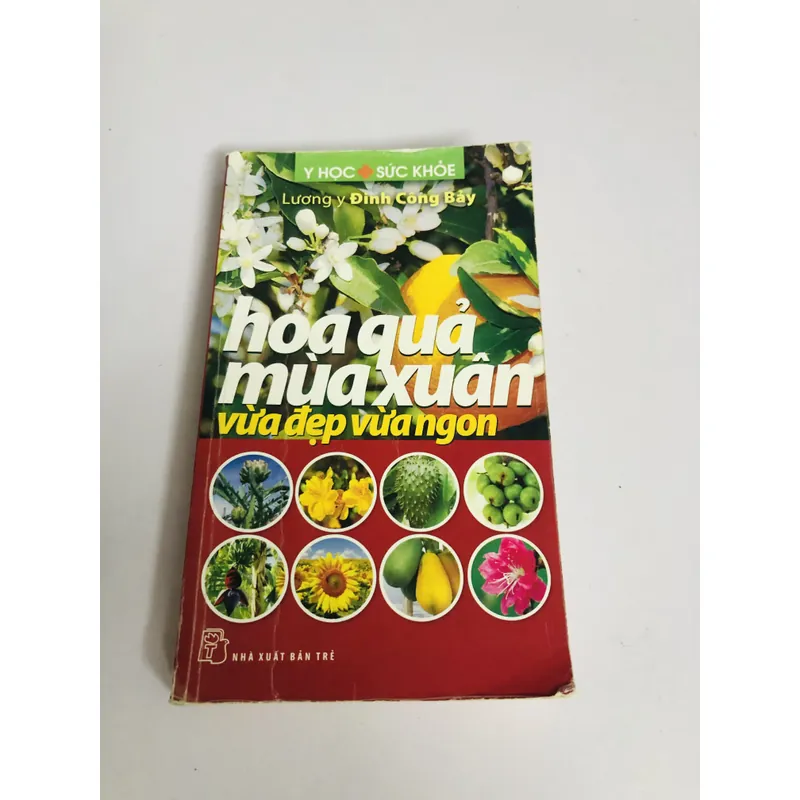 Y HỌC + SỨC KHỎE
Lương y Đinh Công Bảy
hoa quả
mùa xuân
vừa đẹp vừa ngon
NHÀ XUẤT BẢN TRẺ